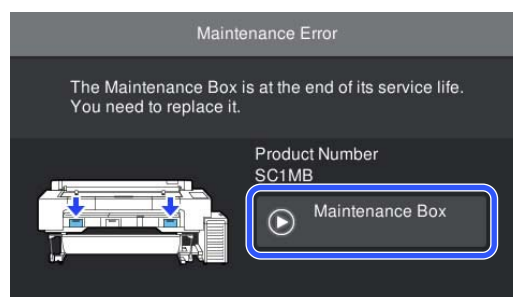 Maintenance Error
The Maintenance Box is at the end of its service life.
You need to replace it.
Product Number
SC1MB
Maintenance Box